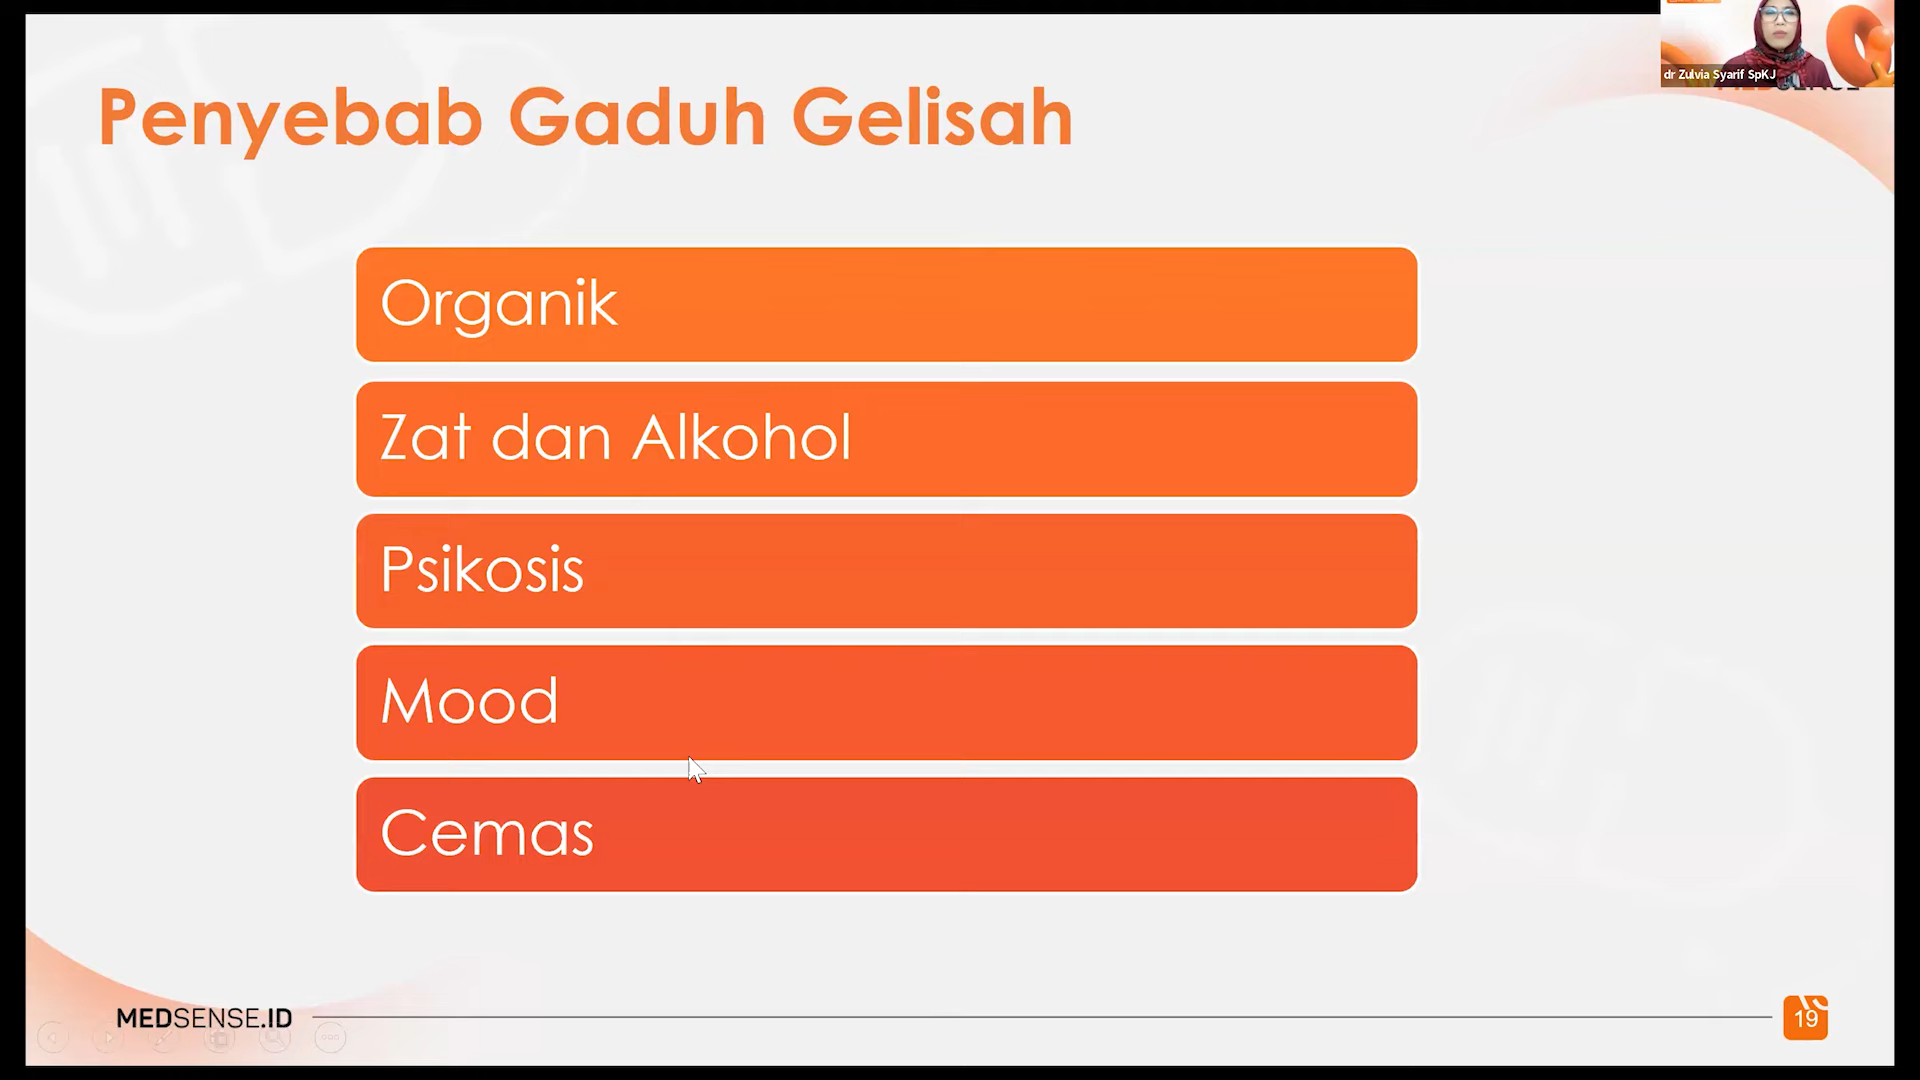 dr Zulvia Syarif SpKJ
Penyebab Gaduh Gelisah
Organik
Zat dan Alkohol
Psikosis
Mood
Cemas
MEDSENSE.ID
19